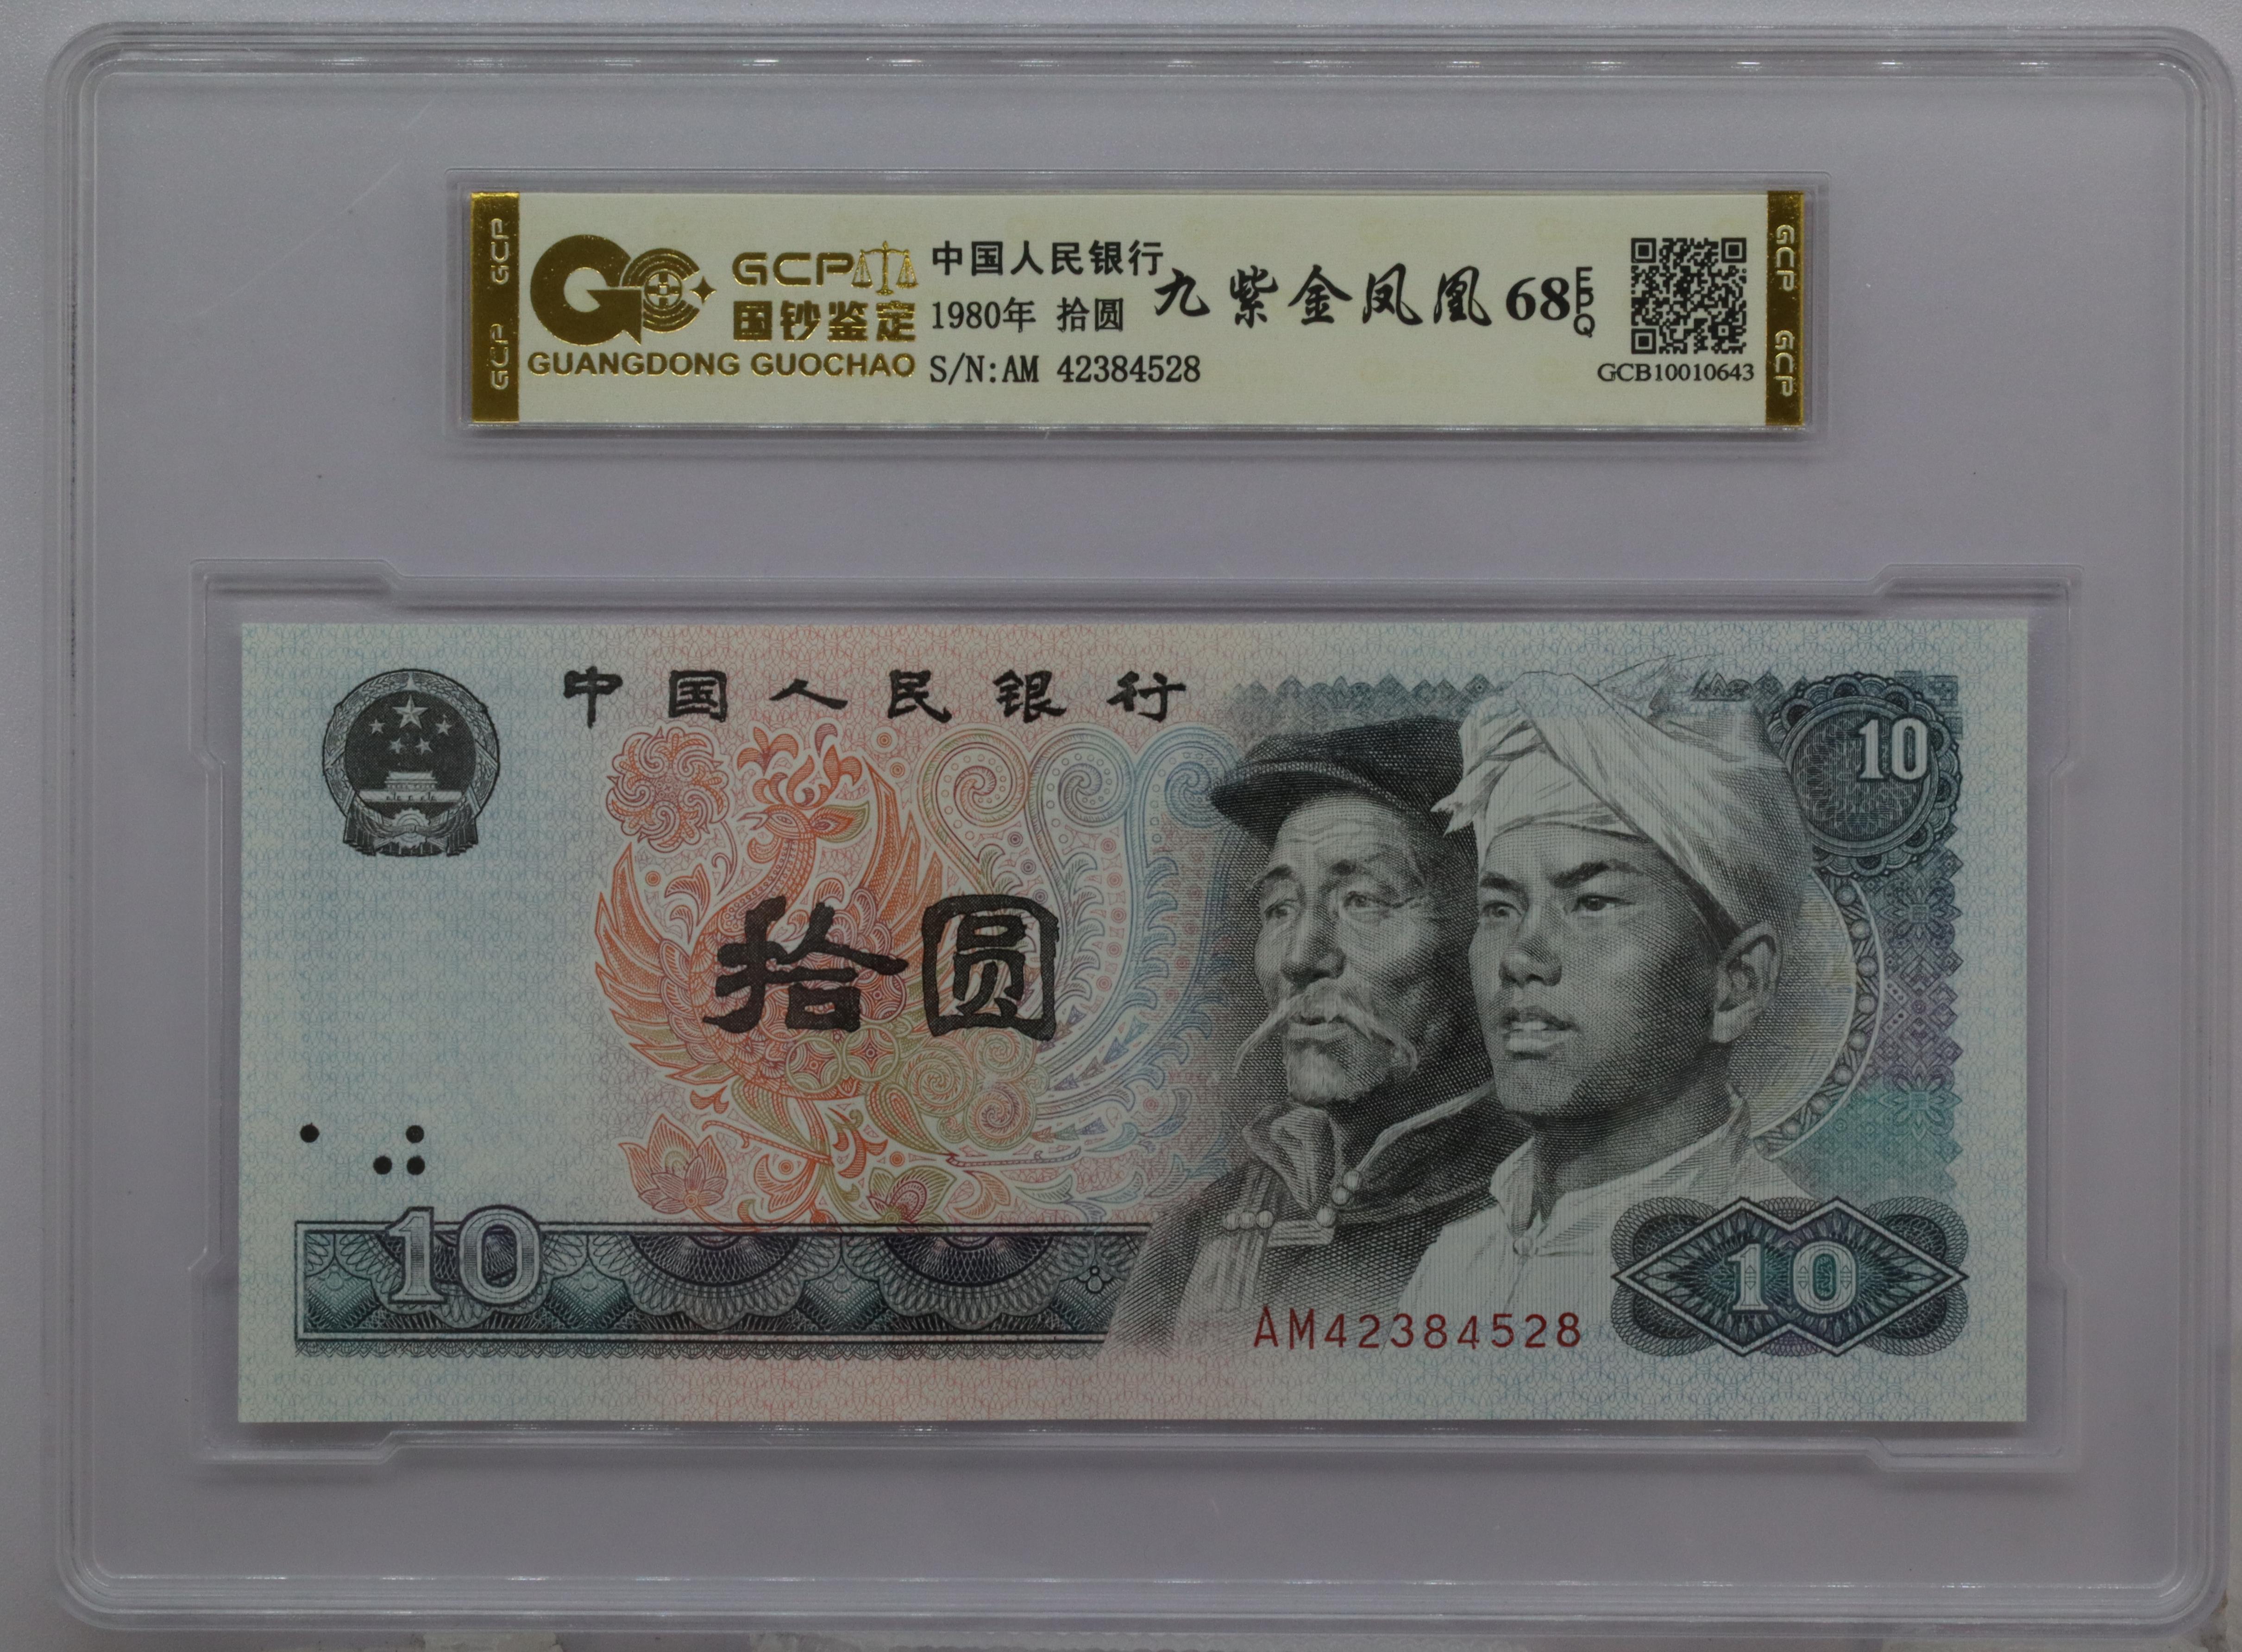 GCP GCP
GCP
国钞鉴定
GUANGDONG GUOCHAO
中国人民银行
1980年 拾圆
S/N:AM 42384528
九紫金凤凰 68 EPQ
GCB10010643
GCP GCP
中国人民银行
10
拾圆
10
AM42384528
10